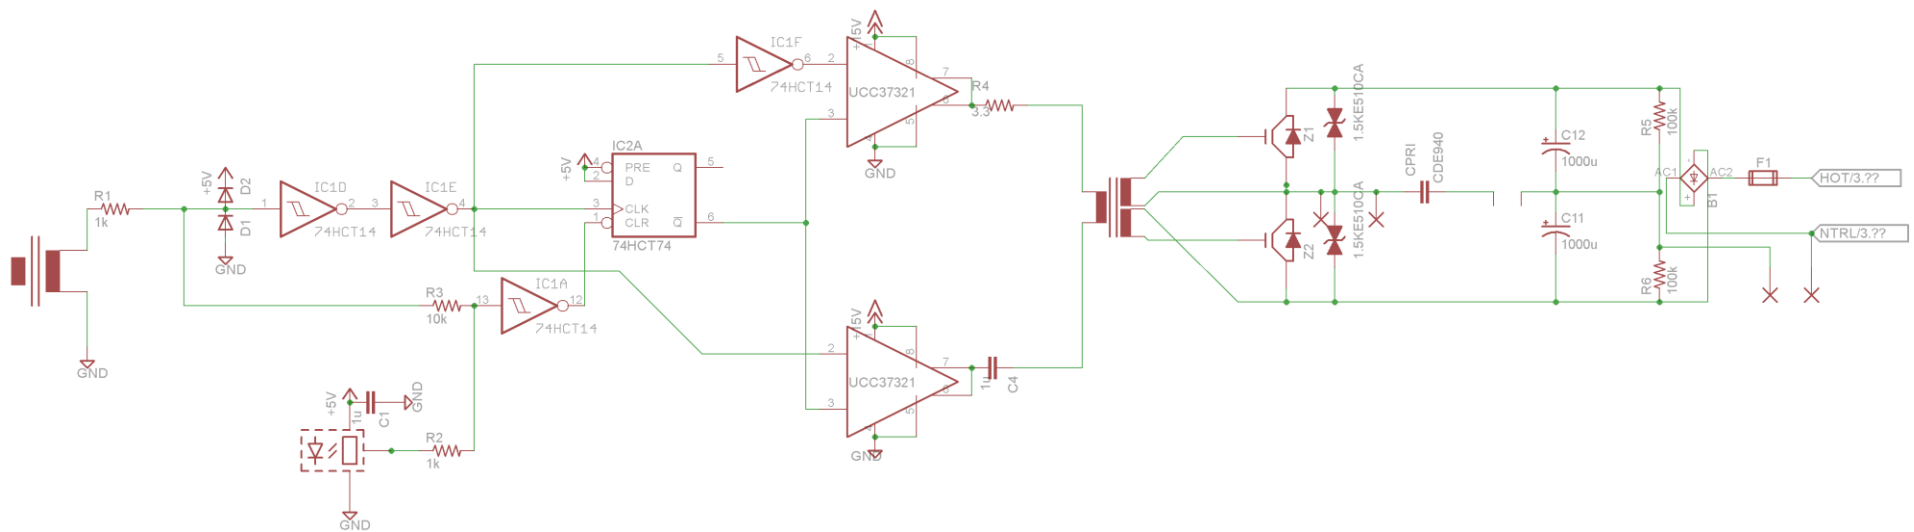 R1
1k
GND
+5V
D2
D1
GND
1
IC1D
2
74HCT14
3
IC1E
4
74HCT14
R3
10k
13
IC1A
12
74HCT14
+5V
1u
C1
GND
R2
1k
GND
IC2A
+5V
4
PRE
Q
5
2
D
3
CLK
1
CLR
Q
6
74HCT74
5
IC1F
6
74HCT14
+15V
2
8
7
UCC37321
6
3
5
GND
R4
3.3
+15V
2
8
7
UCC37321
6
3
5
GND
1u
C4
Z1
Z2
1.5KE510CA
1.5KE510CA
CPRI
CDE940
C12
1000u
C11
1000u
R5
100k
R6
100k
AC1
AC2
-
+
B1
F1
HOT/3.??
NTRL/3.??